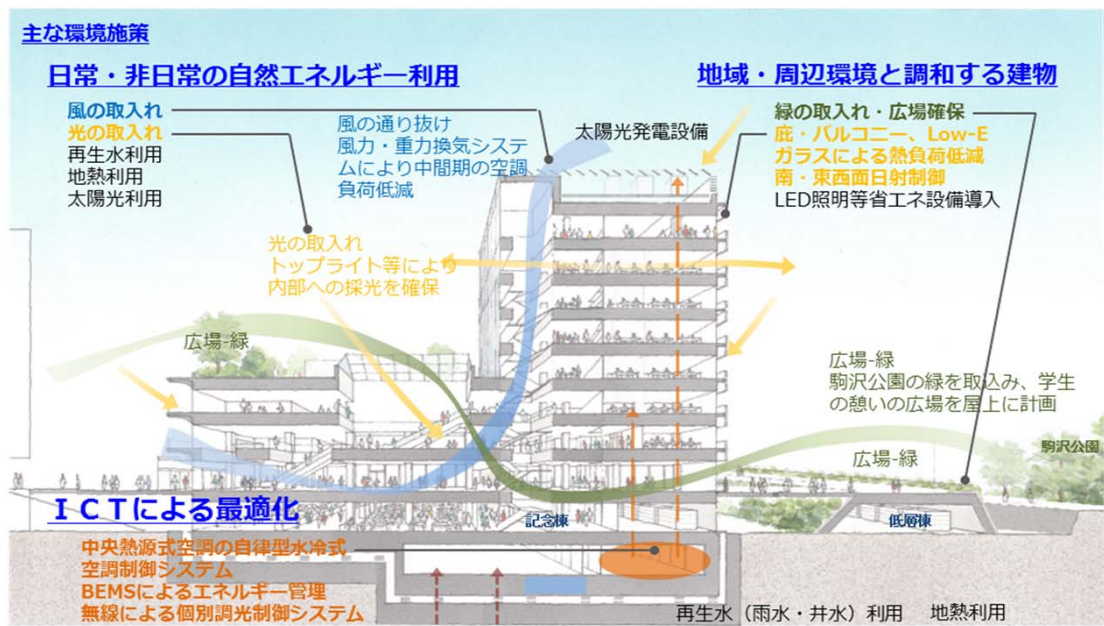 主な環境施策
日常・非日常の自然エネルギー利用
風の取入れ
光の取入れ
再生水利用
地熱利用
太陽光利用
風の通り抜け
風力・重力換気システ
ムにより中間期の空調
負荷低減
太陽光発電設備
地域・周辺環境と調和する建物
緑の取入れ・広場確保
庇・バルコニー、Low-E
ガラスによる熱負荷低減
南・東西面日射制御
LED照明等省エネ設備導入
光の取入れ
トップライト等により
内部への採光を確保
広場-緑
広場-緑
駒沢公園の緑を取込み、学生
の憩いの広場を屋上に計画
広場-緑
駒沢公園
ICTによる最適化
記念棟
低層棟
中央熱源式空調の自律型水冷式
空調制御システム
BEMSによるエネルギー管理
無線による個別調光制御システム
再生水（雨水・井水）利用
地熱利用